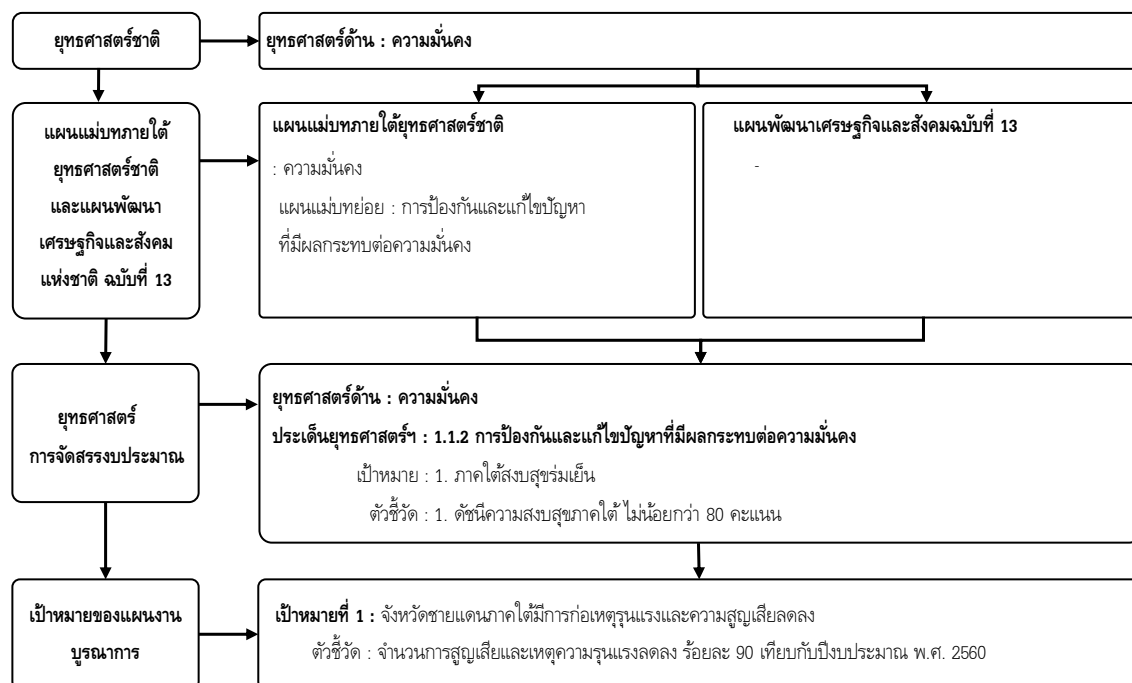 ยุทธศาสตร์ชาติ
ยุทธศาสตร์ด้าน : ความมั่นคง
แผนแม่บทภายใต้
ยุทธศาสตร์ชาติ
และแผนพัฒนา
เศรษฐกิจและสังคม
แห่งชาติ ฉบับที่ 13
แผนแม่บทภายใต้ยุทธศาสตร์ชาติ
: ความมั่นคง
แผนแม่บทย่อย : การป้องกันและแก้ไขปัญหา
ที่มีผลกระทบต่อความมั่นคง
แผนพัฒนาเศรษฐกิจและสังคมฉบับที่ 13
-
ยุทธศาสตร์
การจัดสรรงบประมาณ
ยุทธศาสตร์ด้าน : ความมั่นคง
ประเด็นยุทธศาสตร์ฯ : 1.1.2 การป้องกันและแก้ไขปัญหาที่มีผลกระทบต่อความมั่นคง
เป้าหมาย : 1. ภาคใต้สงบสุขร่มเย็น
ตัวชี้วัด : 1. ดัชนีความสงบสุขภาคใต้ ไม่น้อยกว่า 80 คะแนน
เป้าหมายของแผนงาน
บูรณาการ
เป้าหมายที่ 1 : จังหวัดชายแดนภาคใต้มีการก่อเหตุรุนแรงและความสูญเสียลดลง
ตัวชี้วัด : จำนวนการสูญเสียและเหตุความรุนแรงลดลง ร้อยละ 90 เทียบกับปีงบประมาณ พ.ศ. 2560